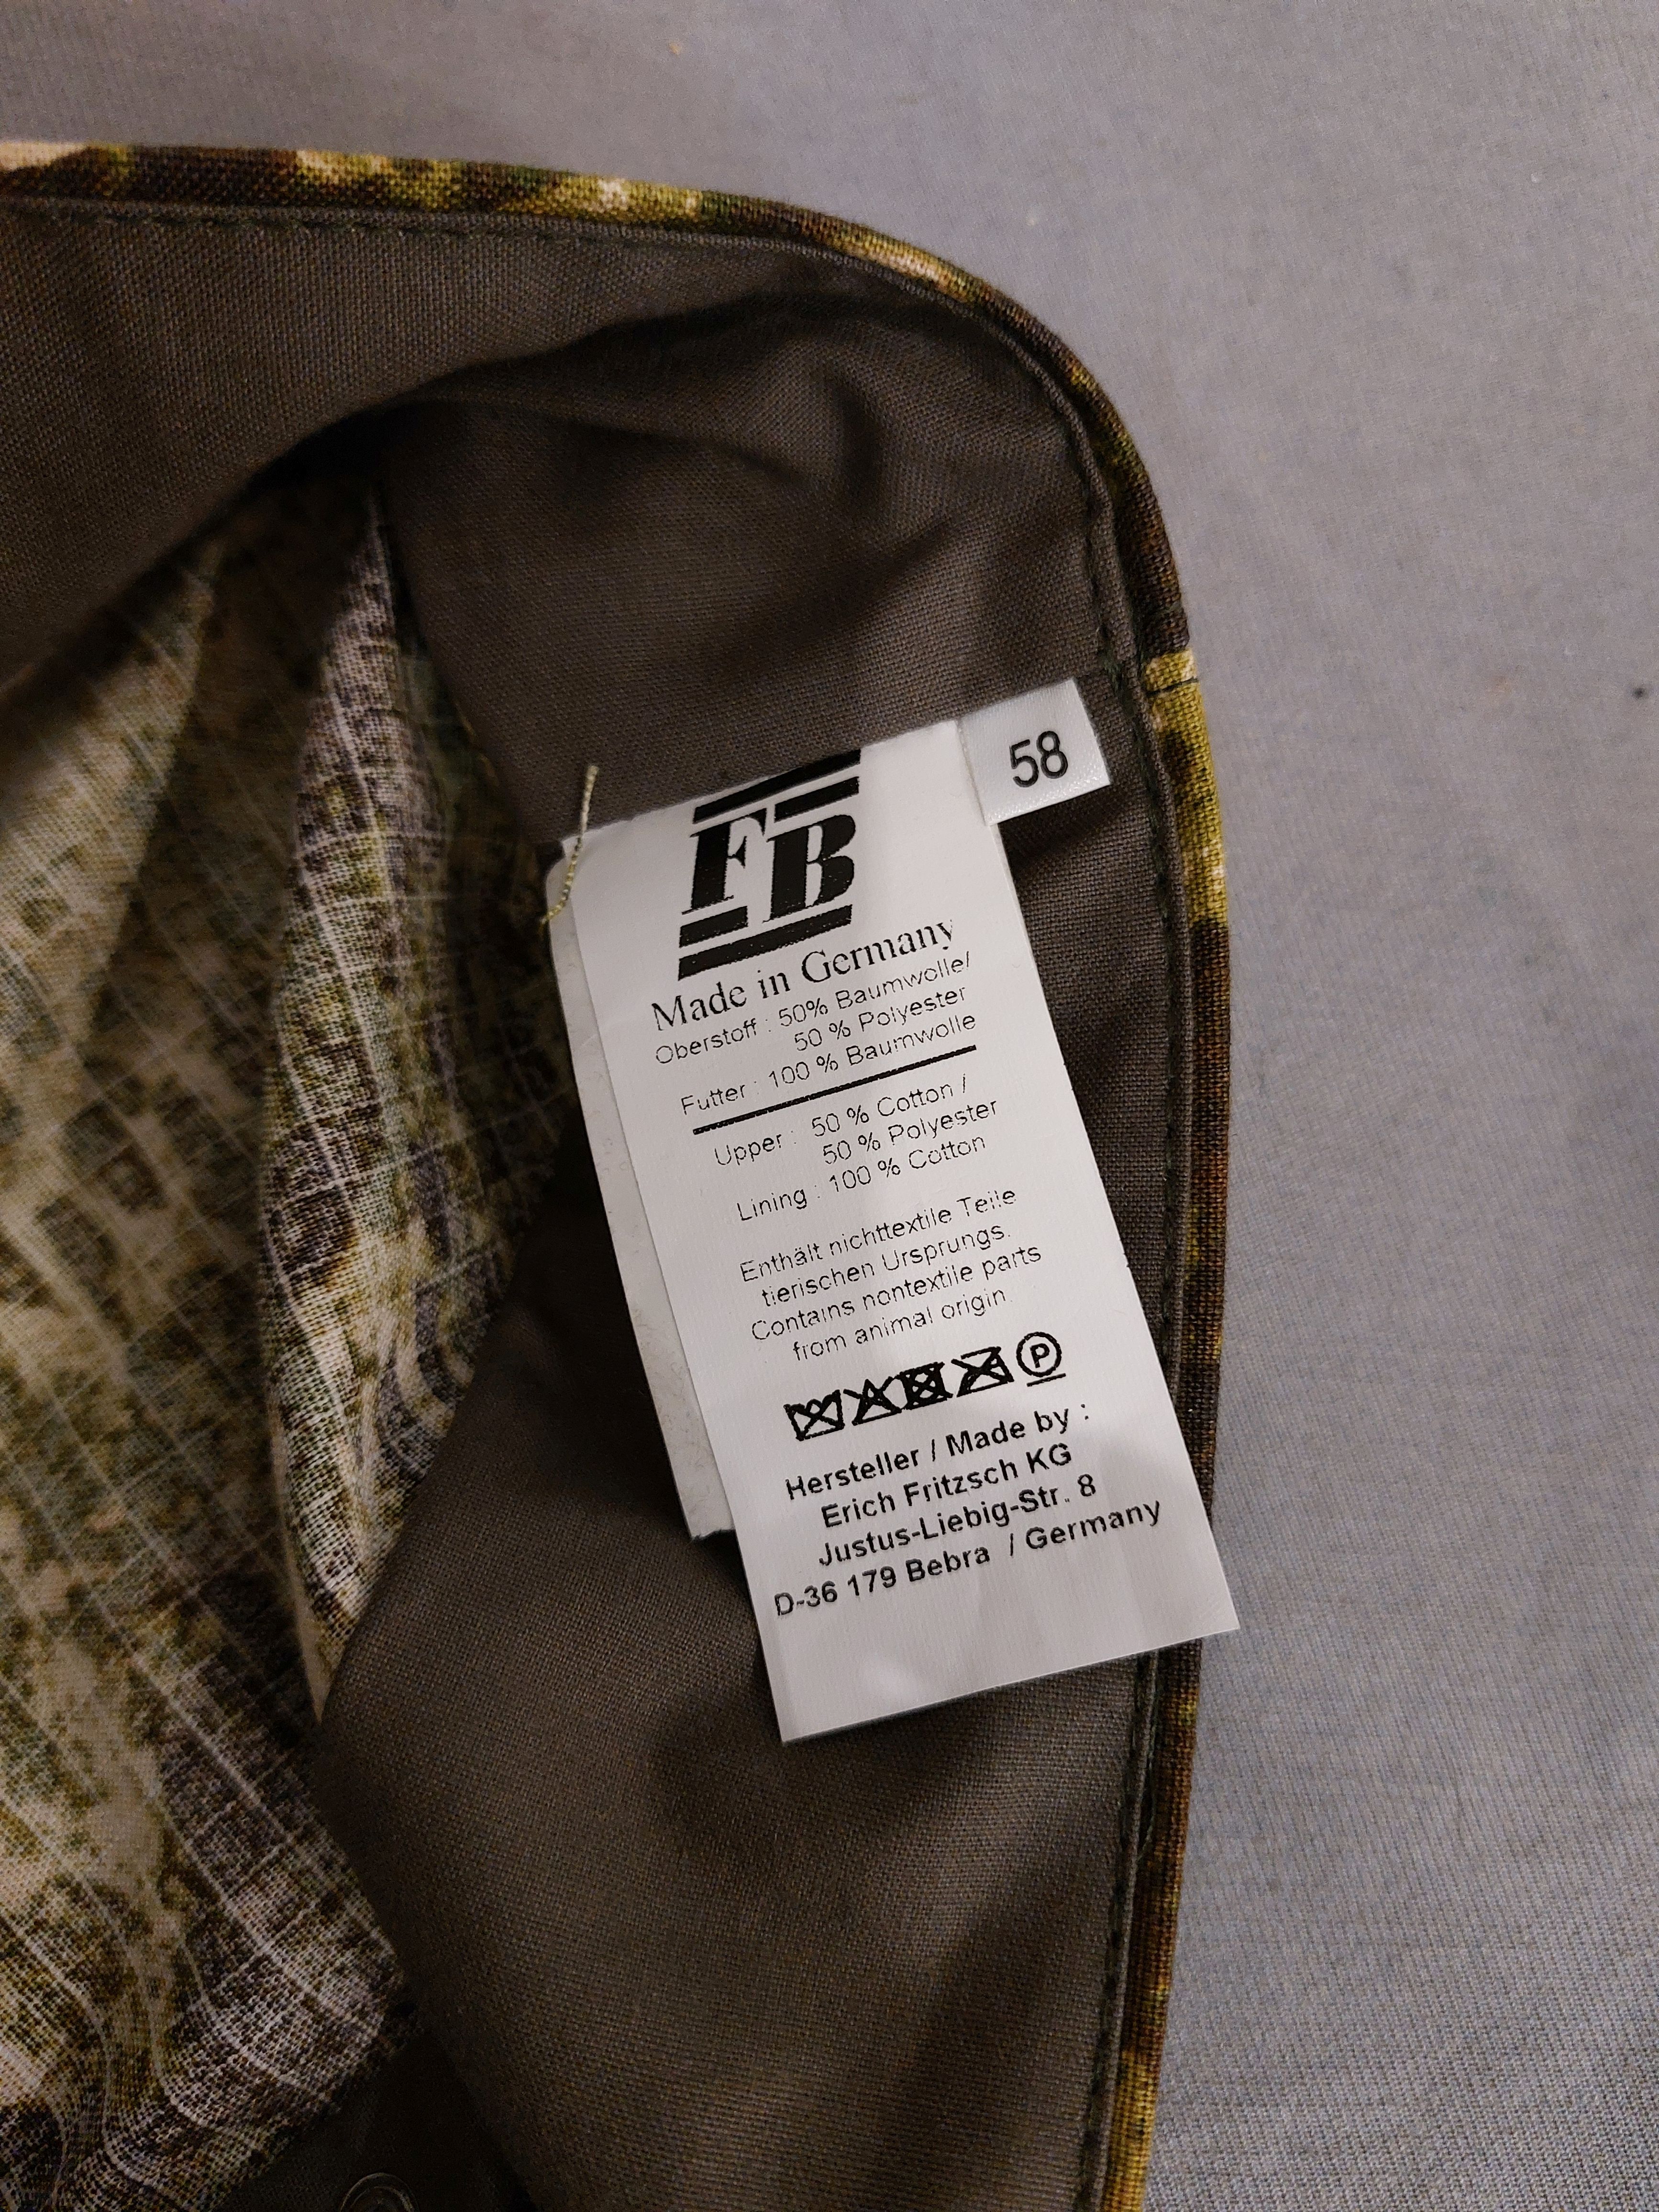 58
FB
Made in Germany
Oberstoff : 50% Baumwolle/
50 % Polyester
Futter : 100 % Baumwolle
Upper : 50 % Cotton /
50 % Polyester
Lining : 100 % Cotton
Enthält nichttextile Teile
tierischen Ursprungs.
Contains nontextile parts
from animal origin.
P
Hersteller / Made by :
Erich Fritzsch KG
Justus-Liebig-Str. 8
D-36 179 Bebra / Germany